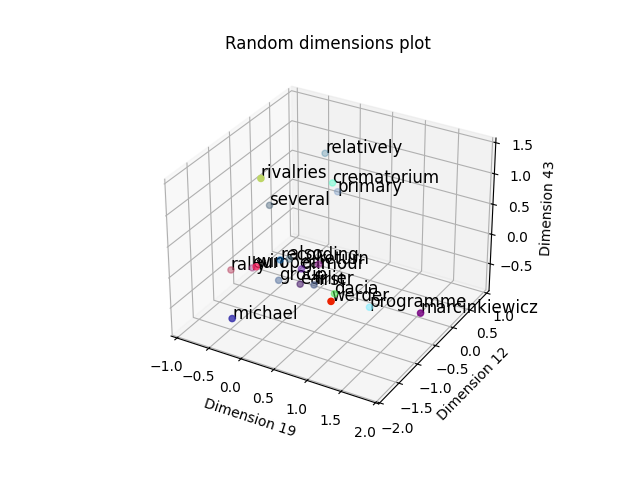 Random dimensions plot
relatively
rivalries
crematorium
primary
several
rally
group
earlier
dacia
werder
programme
marcinkiewicz
michael
1.5
1.0
0.5
0.0
−0.5
Dimension 43
−1.0
−0.5
0.0
0.5
1.0
1.5
2.0
Dimension 19
−2.0
−1.5
−1.0
−0.5
0.0
0.5
1.0
Dimension 12